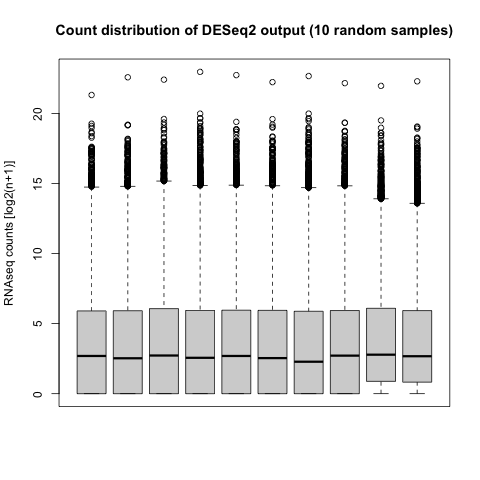 Count distribution of DESeq2 output (10 random samples)
RNAseq counts [log2(n+1)]
20
15
10
5
0